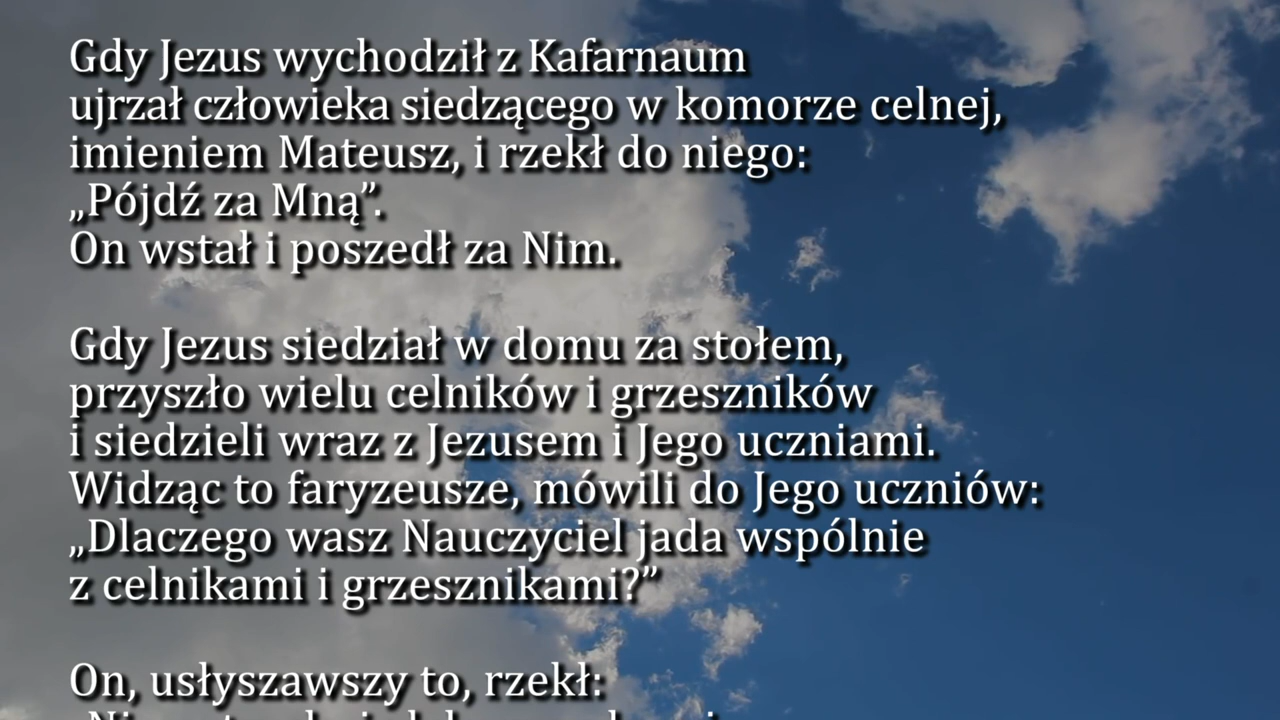 Gdy Jezus wychodził z Kafarnaum
ujrzał człowieka siedzącego w komorze celnej,
imieniem Mateusz, i rzekł do niego:
„Pójdź za Mną”.
On wstał i poszedł za Nim.
Gdy Jezus siedział w domu za stołem,
przyszło wielu celników i grzeszników
i siedzieli wraz z Jezusem i Jego uczniami.
Widząc to faryzeusze, mówili do Jego uczniów:
„Dlaczego wasz Nauczyciel jada wspólnie
z celnikami i grzesznikami?”
On, usłyszawszy to, rzekł: